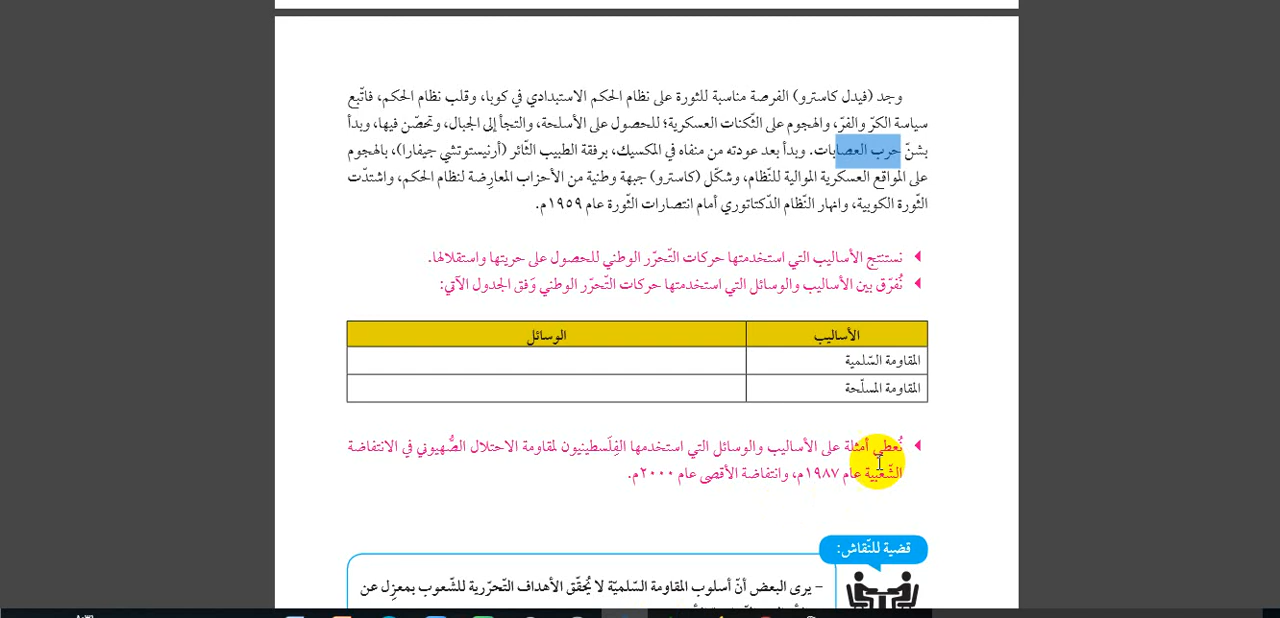 وجد (فيدل كاسترو) الفرصة مناسبة للثورة على نظام الحكم الاستبدادي في كوبا، وقلب نظام الحكم، فاتّبع
سياسة الكرّ والفرّ، والهجوم على الثّكنات العسكرية؛ للحصول على الأسلحة، والتجأ إلى الجبال، وتحصّن فيها، وبدأ
بشنّ حرب العصابات. وبدأ بعد عودته من منفاه في المكسيك، برفقة الطبيب الثّائر (أرنيستوتشي جيفارا)، بالهجوم
على المواقع العسكرية الموالية للنّظام، وشكّل (كاسترو) جبهة وطنية من الأحزاب المعارِضة لنظام الحكم، واشتدّت
الثّورة الكوبية، وانهار النّظام الدّكتاتوري أمام انتصارات الثّورة عام ١٩٥٩م.
نستنتج الأساليب التي استخدمتها حركات التّحرّر الوطني للحصول على حريتها واستقلالها.
نُفَرّق بين الأساليب والوسائل التي استخدمتها حركات التّحرّر الوطني وَفق الجدول الآتي:
الأساليب الوسائل
المقاومة السّلمية
المقاومة المسلّحة
نُعطي أمثلة على الأساليب والوسائل التي استخدمها الفِلَسطينيون لمقاومة الاحتلال الصُّهيوني في الانتفاضة
الشّعبية عام ١٩٨٧م، وانتفاضة الأقصى عام ٢٠٠٠م.
قضية للنّقاش:
- يرى البعض أنّ أسلوب المقاومة السّلميّة لا يُحقّق الأهداف التّحرّرية للشّعوب بمعزِل عن